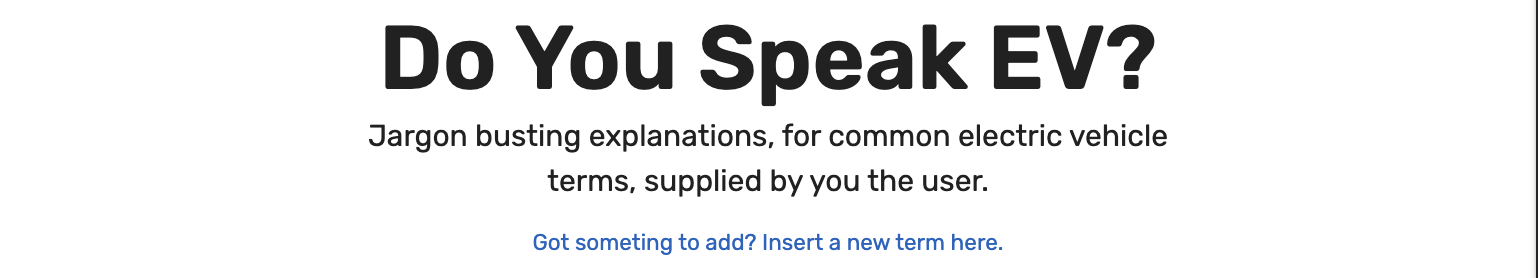 Do You Speak EV?
Jargon busting explanations, for common electric vehicle
terms, supplied by you the user.
Got someting to add? Insert a new term here.